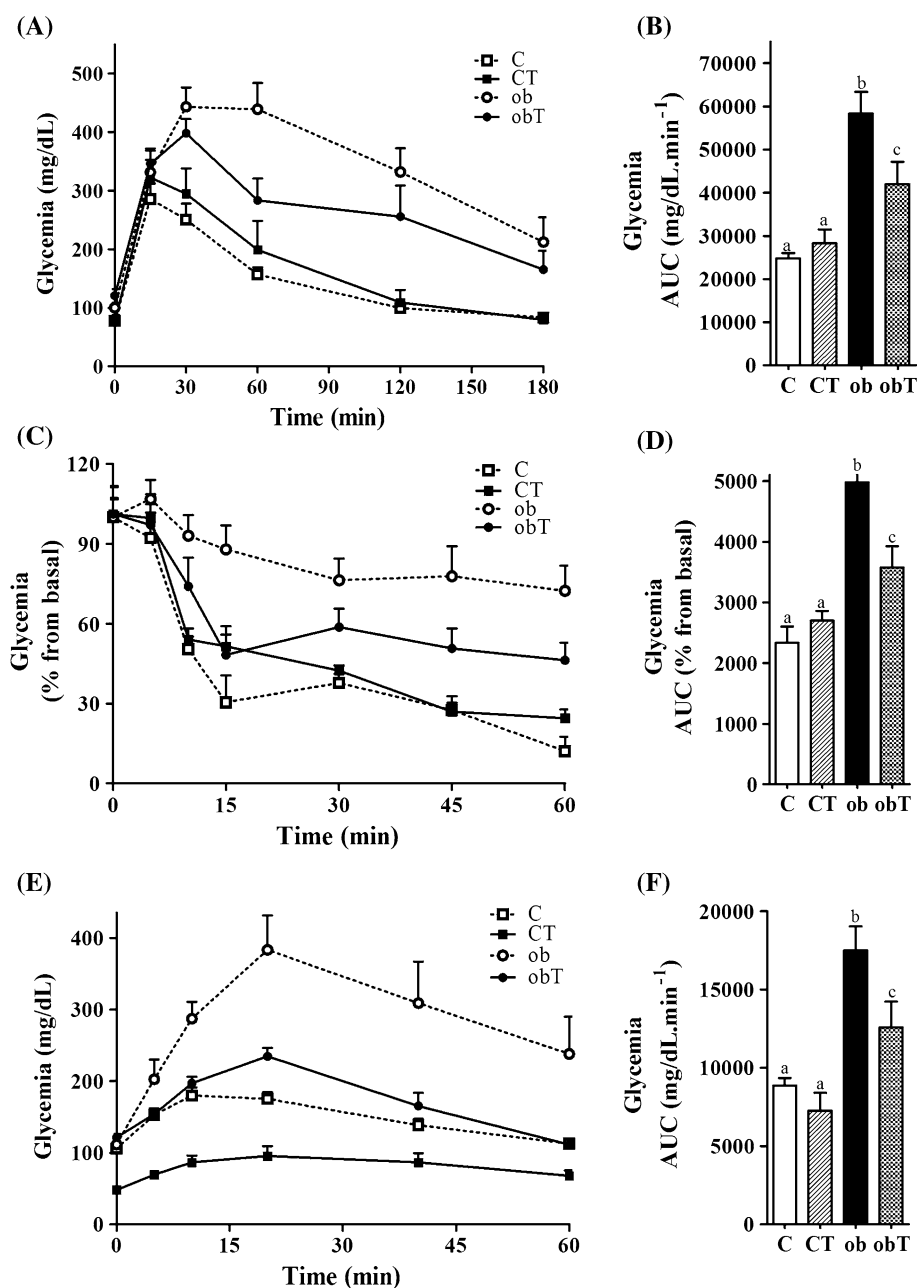 (A)
C
CT
ob
obT
Glycemia (mg/dL)
500
400
300
200
100
0
0 30 60 90 120 150 180
Time (min)
(B)
Glycemia
AUC (mg/dL.min-1)
70000
60000
50000
40000
30000
20000
10000
0
a a b c
C CT ob obT
(C)
C
CT
ob
obT
Glycemia
(% from basal)
120
90
60
30
0
0 15 30 45 60
Time (min)
(D)
Glycemia
AUC (% from basal)
5000
4000
3000
2000
1000
0
a a b c
C CT ob obT
(E)
C
CT
ob
obT
Glycemia (mg/dL)
400
300
200
100
0
0 15 30 45 60
Time (min)
(F)
Glycemia
AUC (mg/dL.min-1)
20000
15000
10000
5000
0
a a b c
C CT ob obT